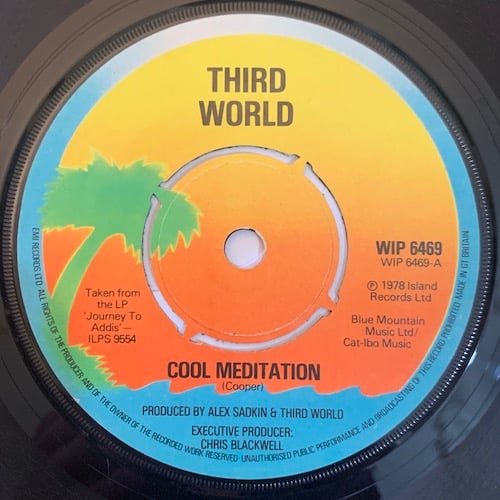 THIRD
WORLD
WIP 6469
WIP 6469-A
Ⓟ 1978 Island
Records Ltd
Blue Mountain
Music Ltd/
Cat-Ibo Music
Taken from
the LP
'Journey To
Addis'—
ILPS 9554
COOL MEDITATION
(Cooper)
PRODUCED BY ALEX SADKIN & THIRD WORLD
EXECUTIVE PRODUCER:
CHRIS BLACKWELL
EMI RECORDS LTD. ALL RIGHTS OF THE PRODUCER AND OF THE OWNER OF THE RECORDED WORK RESERVED·UNAUTHORISED PUBLIC PERFORMANCE AND BROADCASTING OF THIS RECORD PROHIBITED. MADE IN GT BRITAIN